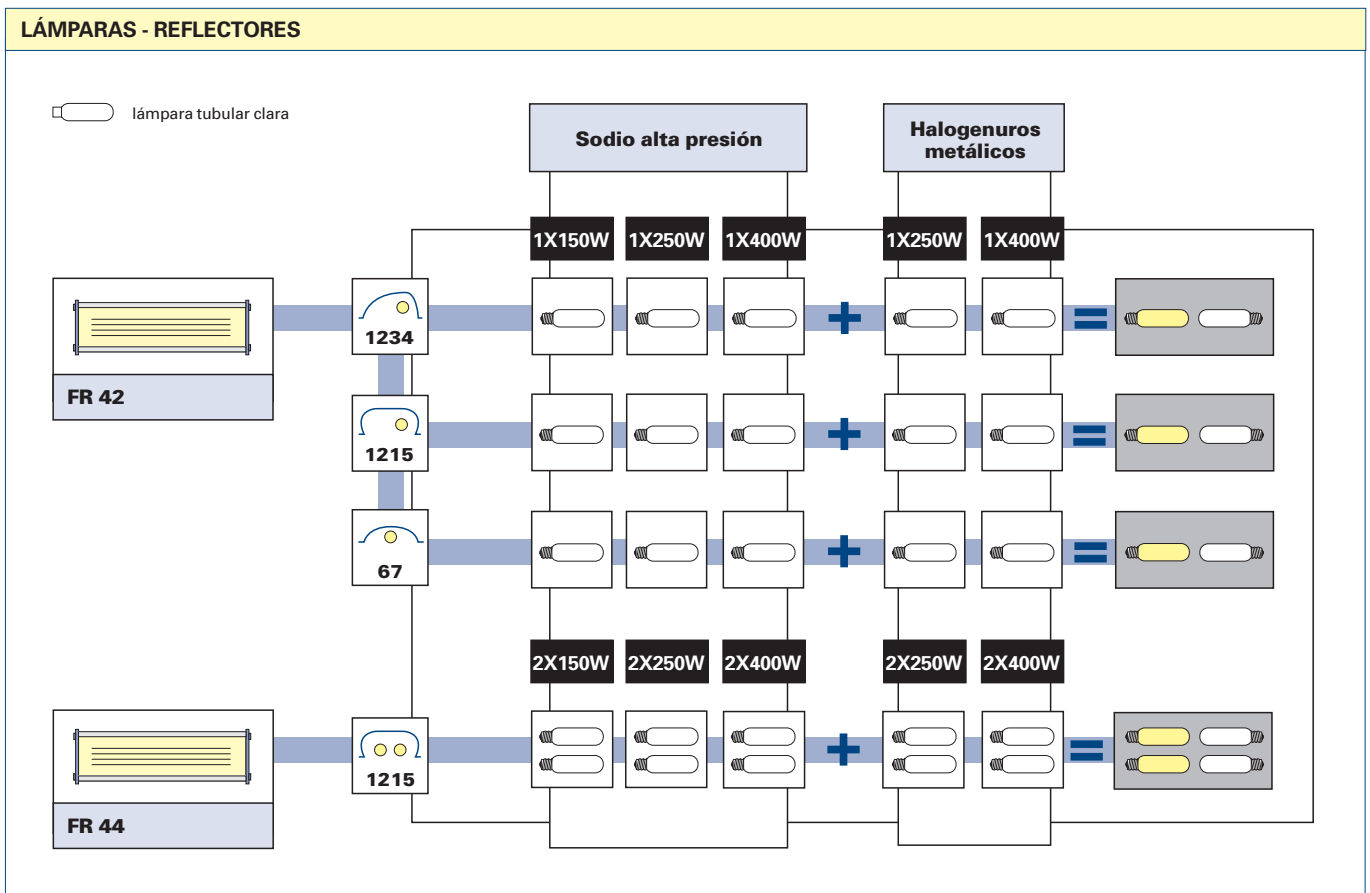 LÁMPARAS - REFLECTORES
lámpara tubular clara
Sodio alta presión
Halogenuros
metálicos
1X150W 1X250W 1X400W 1X250W 1X400W
1234
FR 42
1215
67
2X150W 2X250W 2X400W 2X250W 2X400W
1215
FR 44